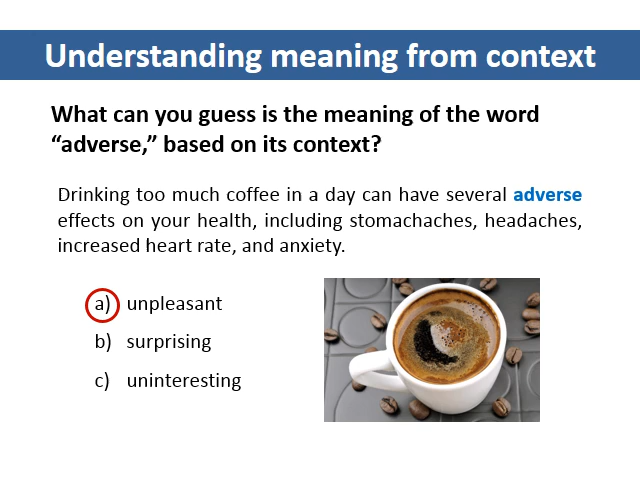 Understanding meaning from context
What can you guess is the meaning of the word
“adverse,” based on its context?
Drinking too much coffee in a day can have several adverse
effects on your health, including stomachaches, headaches,
increased heart rate, and anxiety.
a) unpleasant
b) surprising
c) uninteresting